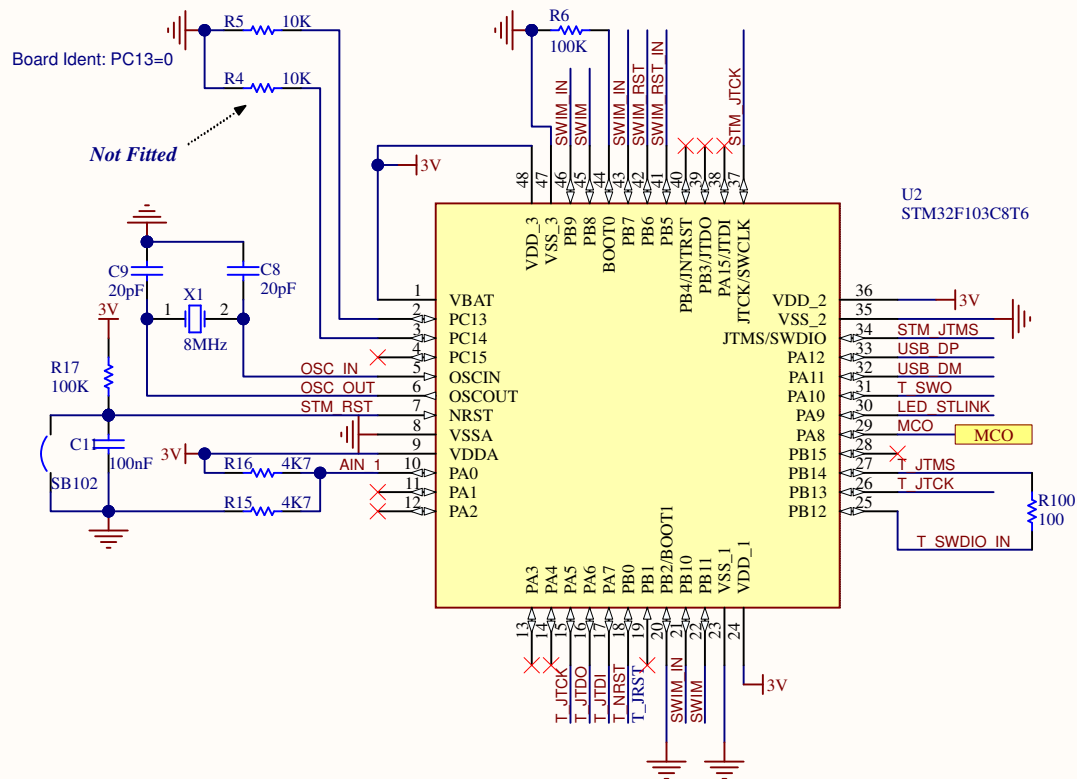 R5 10K
Board Ident: PC13=0
R4 10K
Not Fitted
R6
100K
SWIM_IN
SWIM
SWIM_IN
SWIM_RST
SWIM_RST_IN
STM_JTCK
3V
48
47
46
45
44
43
42
41
40
39
38
37
VDD_3
VSS_3
PB9
PB8
BOOT0
PB7
PB6
PB5
PB4/JNTRST
PB3/JTDO
PA15/JTDI
JTCK/SWCLK
U2
STM32F103C8T6
C9
20pF
C8
20pF
X1
1 2
8MHz
3V
R17
100K
C11
100nF
SB102
OSC_IN
OSC_OUT
STM_RST
3V
R16 4K7
AIN_1
R15 4K7
1 VBAT
2 PC13
3 PC14
4 PC15
5 OSCIN
6 OSCOUT
7 NRST
8 VSSA
9 VDDA
10 PA0
11 PA1
12 PA2
VDD_2 36 3V
VSS_2 35
JTMS/SWDIO 34 STM_JTMS
PA12 33 USB_DP
PA11 32 USB_DM
PA10 31 T_SWO
PA9 30 LED_STLINK
PA8 29 MCO MCO
PB15 28
PB14 27 T_JTMS
PB13 26 T_JTCK
PB12 25
R100
100
T_SWDIO_IN
PA3
PA4
PA5
PA6
PA7
PB0
PB1
PB2/BOOT1
PB10
PB11
VSS_1
VDD_1
13
14
15
16
17
18
19
20
21
22
23
24
T_JTCK
T_JTDO
T_JTDI
T_NRST
T_JRST
SWIM_IN
SWIM
3V